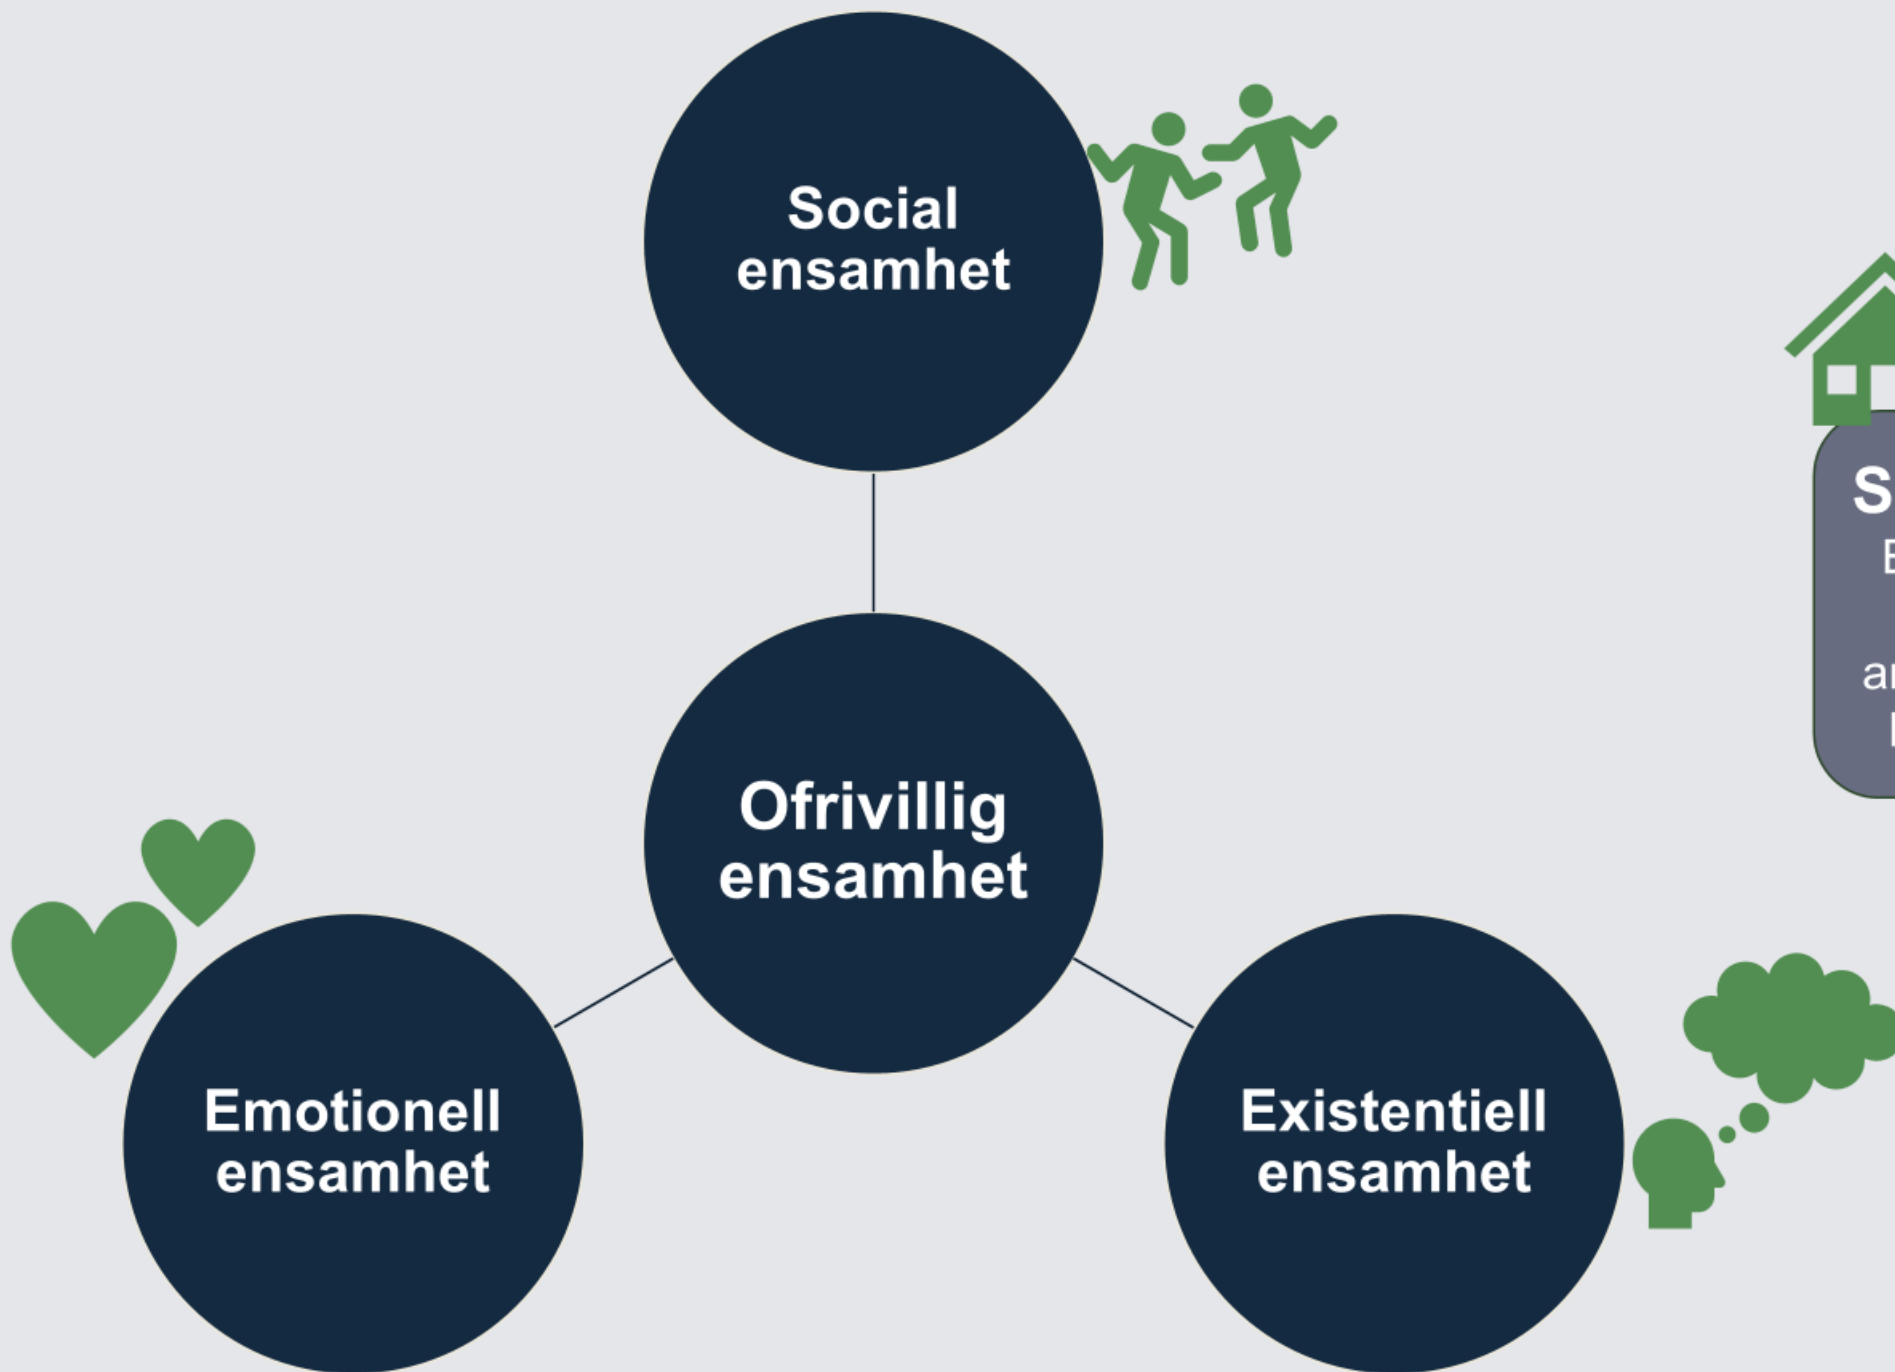 Social
ensamhet
Ofrivillig
ensamhet
Emotionell
ensamhet
Existentiell
ensamhet